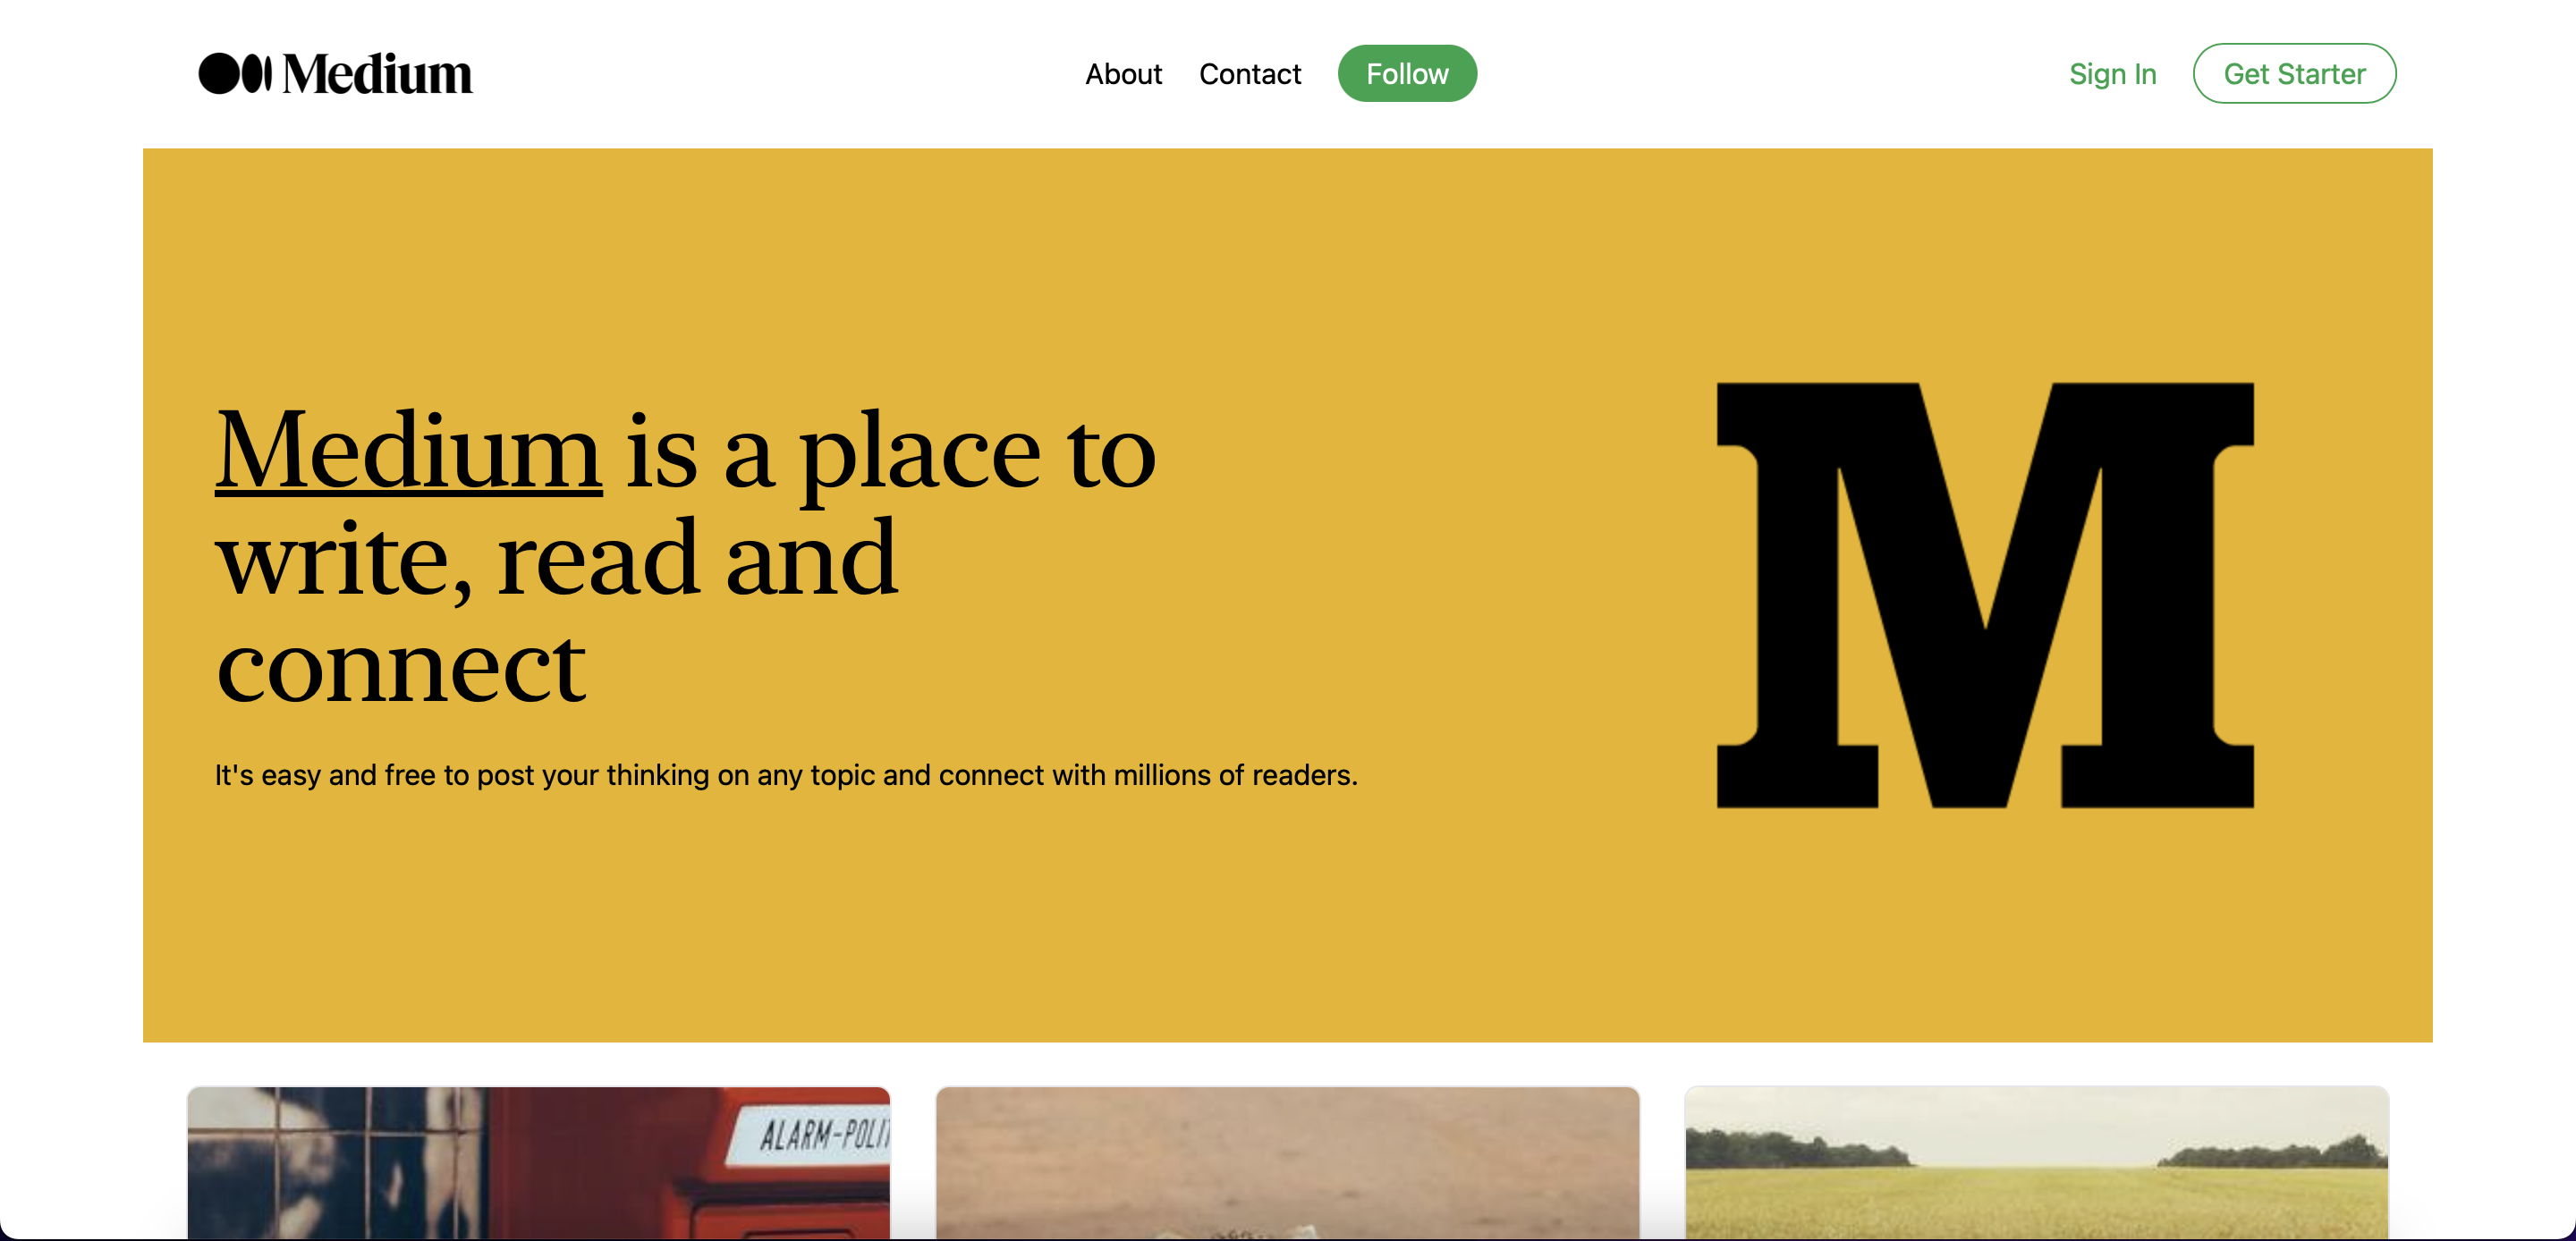 Medium
About Contact Follow
Sign In Get Starter
Medium is a place to
write, read and
connect
It's easy and free to post your thinking on any topic and connect with millions of readers.
M
ALARM-POLI